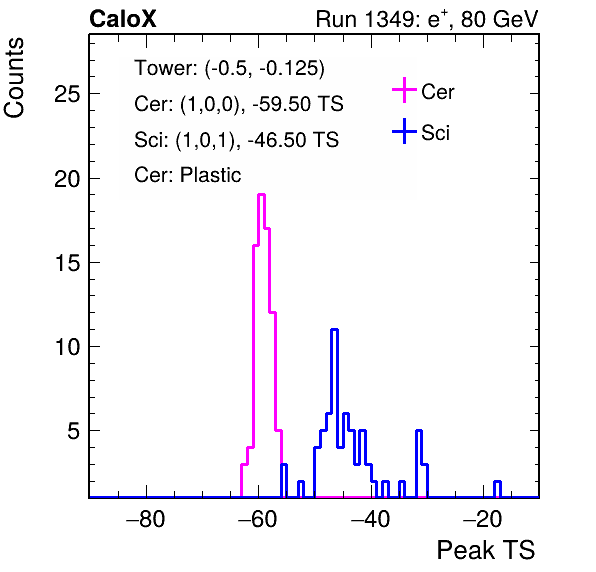 CaloX Run 1349: e⁺, 80 GeV
Counts
Tower: (-0.5, -0.125)
Cer: (1,0,0), -59.50 TS
Sci: (1,0,1), -46.50 TS
Cer: Plastic
Cer
Sci
25
20
15
10
5
−80 −60 −40 −20
Peak TS